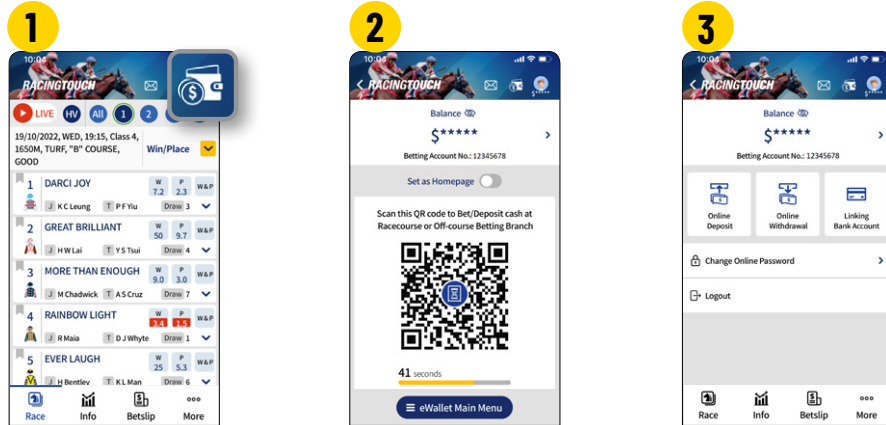 1
10:04
RACINGTOUCH
LIVE HV All 1 2
19/10/2022, WED, 19:15, Class 4,
1650M, TURF, "B" COURSE,
GOOD
Win/Place
1 DARCI JOY W 7.2 P 2.3 W&P
J K C Leung T P F Yiu Draw 3
2 GREAT BRILLIANT W 50 P 9.7 W&P
J H W Lai T Y S Tsui Draw 4
3 MORE THAN ENOUGH W 9.0 P 3.0 W&P
J M Chadwick T A S Cruz Draw 7
4 RAINBOW LIGHT W 3.4 P 1.5 W&P
J R Maia T D J Whyte Draw 1
5 EVER LAUGH W 25 P 5.3 W&P
J H Bentley T K L Man Draw 6
Race Info Betslip More
2
10:04
RACINGTOUCH
Balance
$*****
Betting Account No.: 12345678
Set as Homepage
Scan this QR code to Bet/Deposit cash at
Racecourse or Off-course Betting Branch
41 seconds
eWallet Main Menu
3
10:04
RACINGTOUCH
Balance
$*****
Betting Account No.: 12345678
Online
Deposit
Online
Withdrawal
Linking
Bank Account
Change Online Password
Logout
Race Info Betslip More